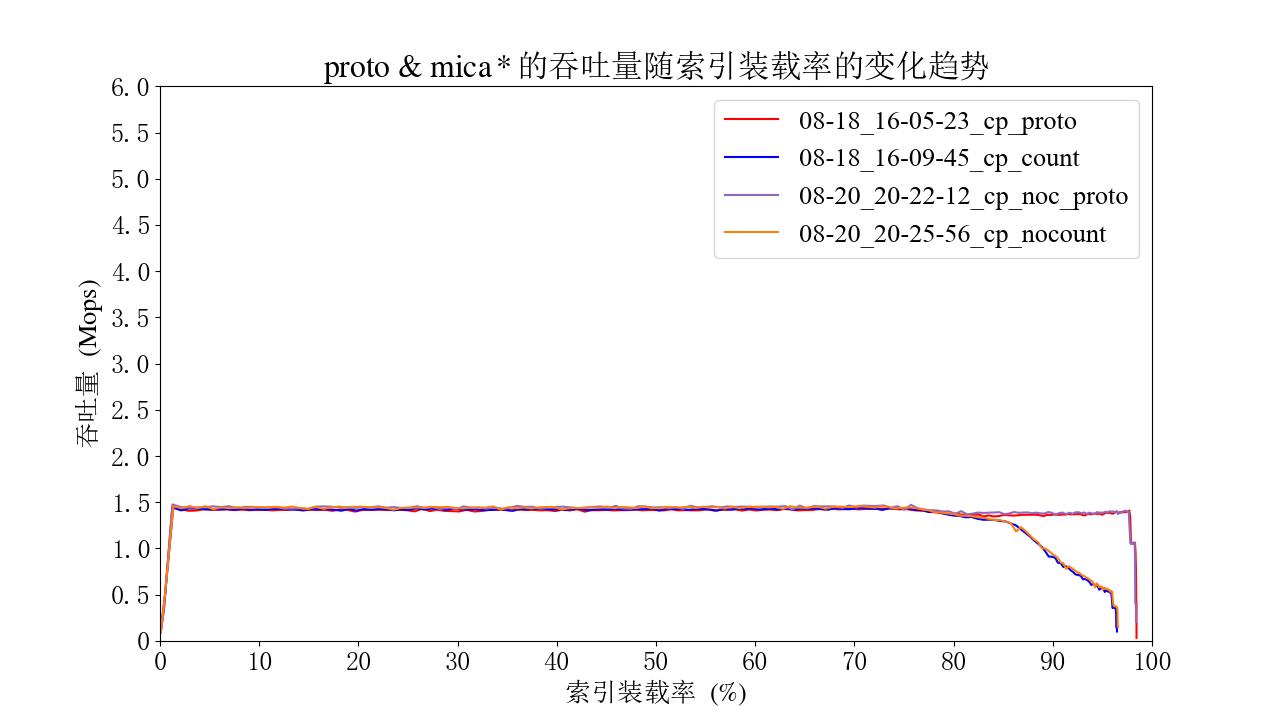 proto & mica* 的吞吐量随索引装载率的变化趋势
6.0
5.5
5.0
4.5
4.0
3.5
3.0
2.5
2.0
1.5
1.0
0.5
0
吞吐量 (Mops)
08-18_16-05-23_cp_proto
08-18_16-09-45_cp_count
08-20_20-22-12_cp_noc_proto
08-20_20-25-56_cp_nocount
0 10 20 30 40 50 60 70 80 90 100
索引装载率 (%)